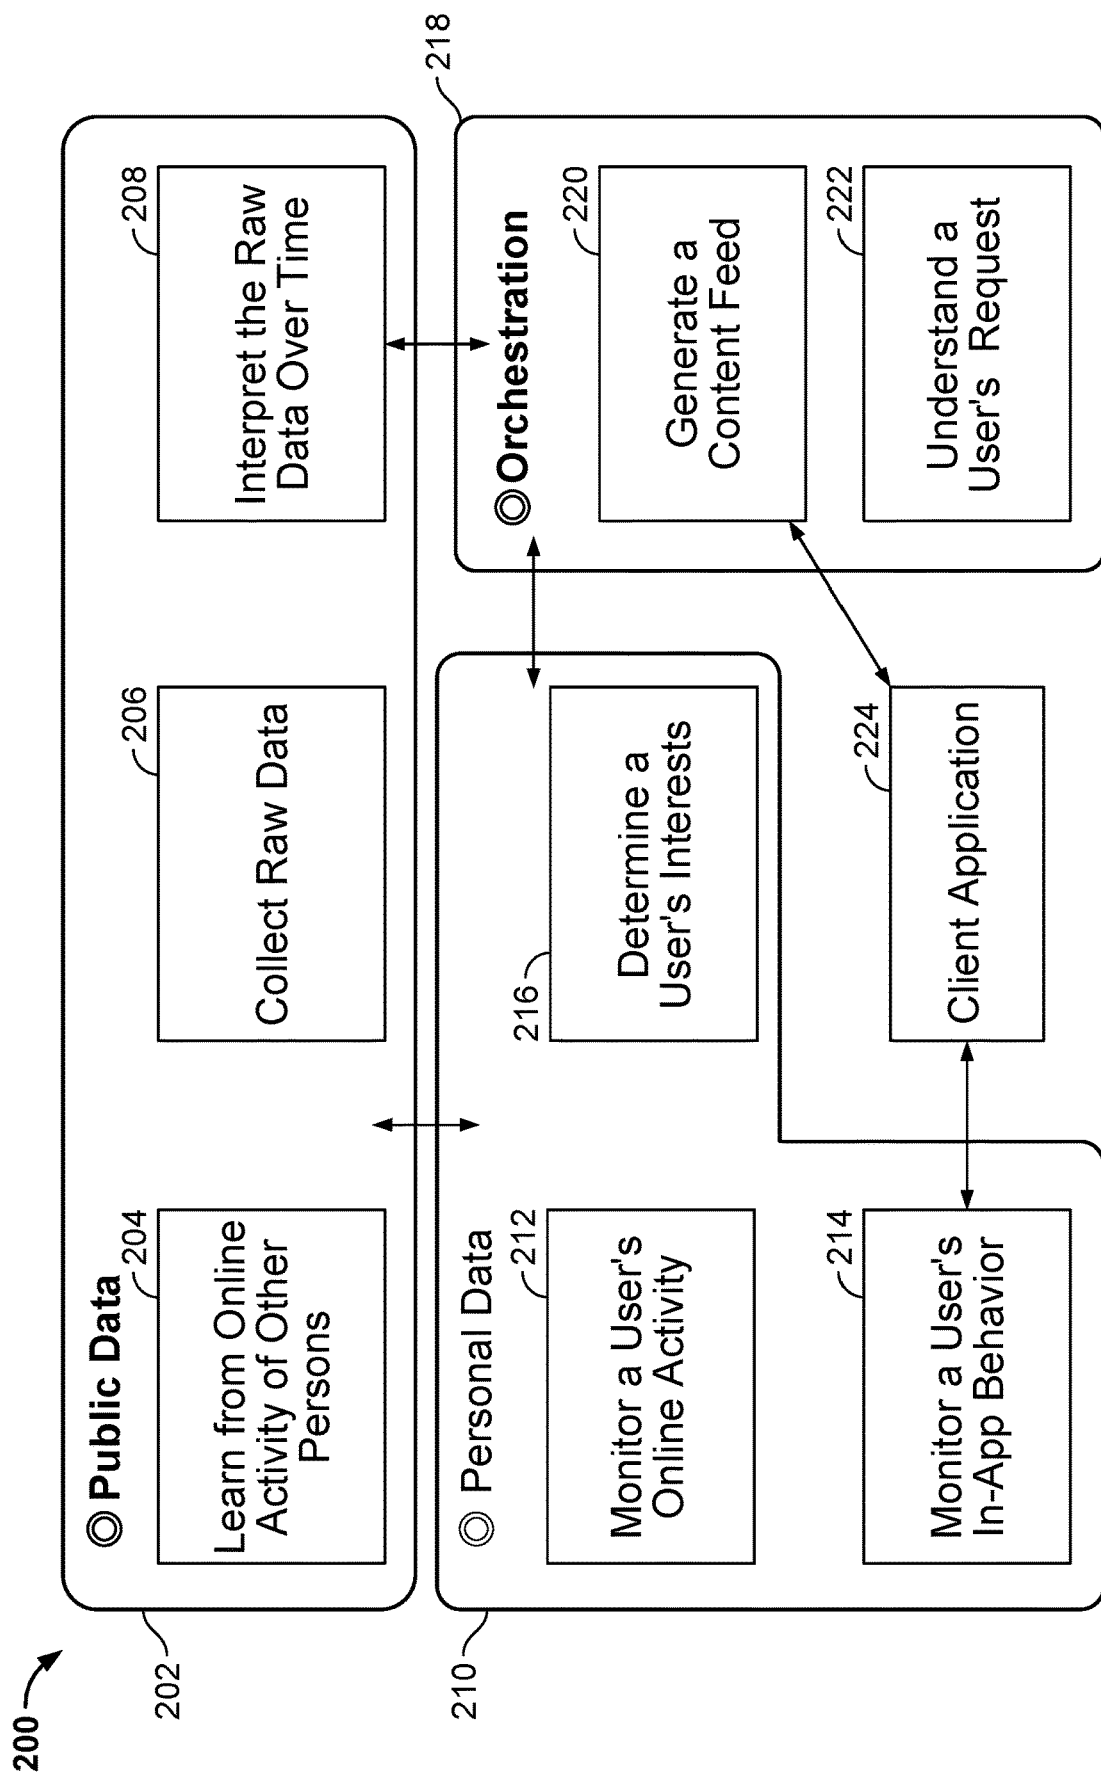 200
202
Public Data
204
Learn from Online
Activity of Other
Persons
206
Collect Raw Data
208
Interpret the Raw
Data Over Time
210
Personal Data
212
Monitor a User's
Online Activity
214
Monitor a User's
In-App Behavior
216
Determine a
User's Interests
218
Orchestration
220
Generate a
Content Feed
222
Understand a
User's Request
224
Client Application